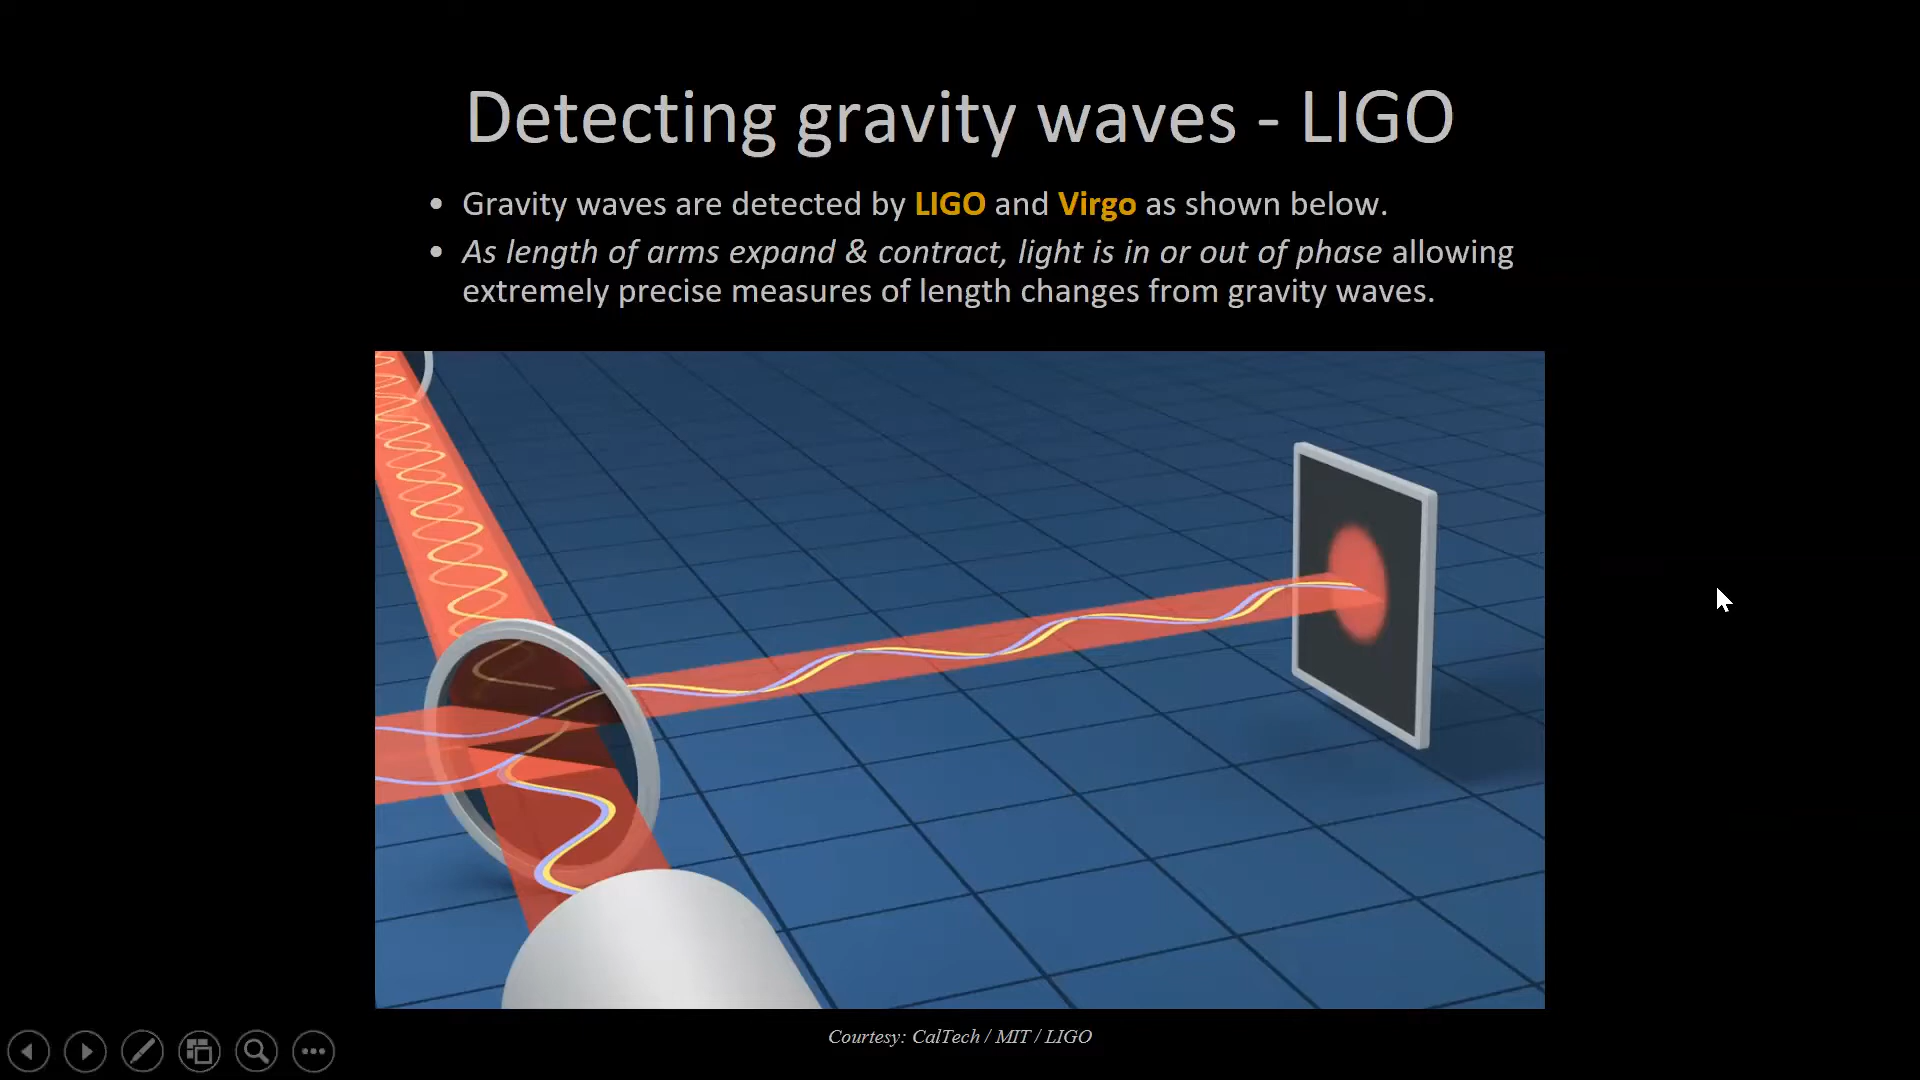 Detecting gravity waves - LIGO
• Gravity waves are detected by LIGO and Virgo as shown below.
• As length of arms expand & contract, light is in or out of phase allowing
extremely precise measures of length changes from gravity waves.
Courtesy: CalTech / MIT / LIGO